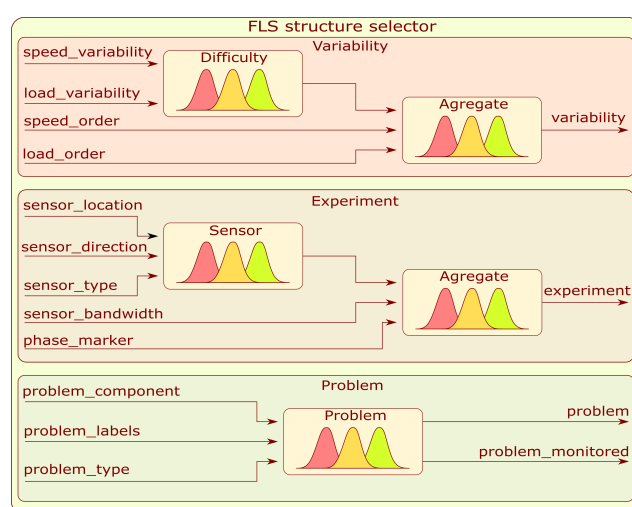 FLS structure selector
Variability
speed_variability
Difficulty
load_variability
Agregate
speed_order
variability
load_order
Experiment
sensor_location
Sensor
sensor_direction
Agregate
sensor_type
experiment
sensor_bandwidth
phase_marker
Problem
problem_component
Problem
problem
problem_labels
problem_monitored
problem_type